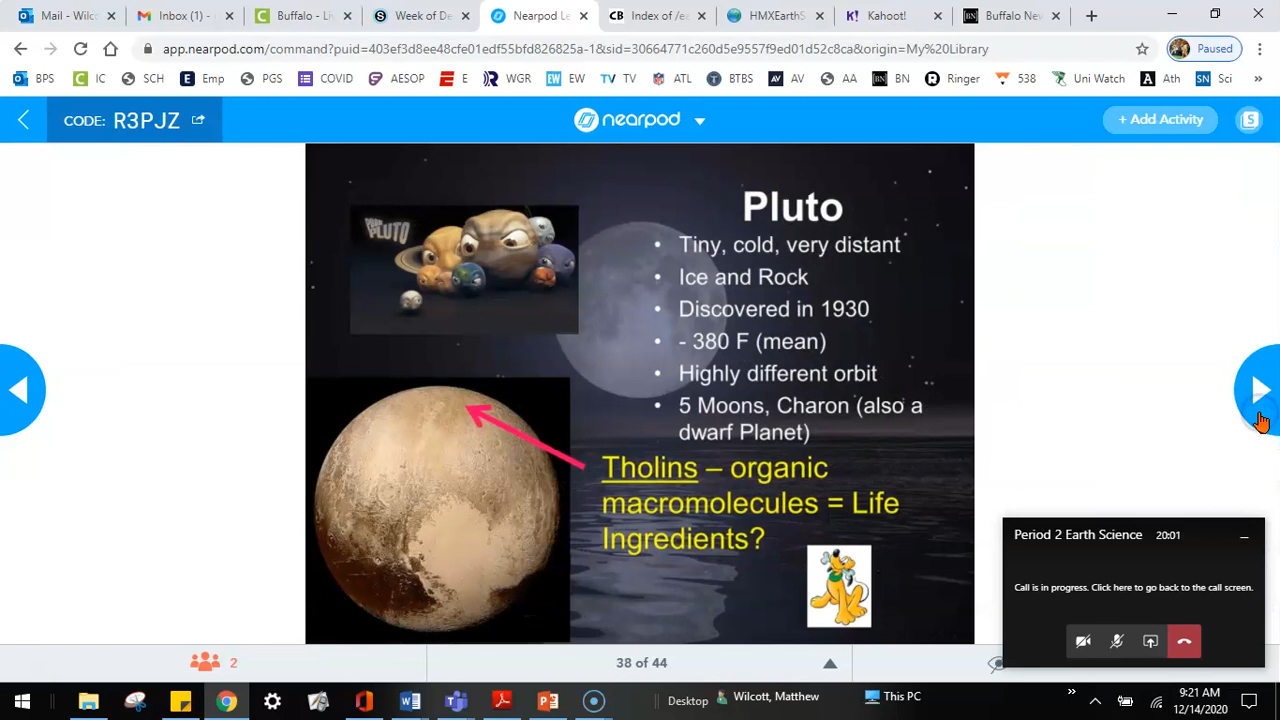 Mail - Wilc
Inbox (1) -
Buffalo - Liv
Week of De
Nearpod Le
Index of /ea
HMXEarthS
Kahoot!
Buffalo New
app.nearpod.com/command?puid=403ef3d8ee48cfe01edf55bfd826825a-1&sid=30664771c260d5e9557f9ed01d52c8ca&origin=My%20Library
Paused
BPS IC SCH Emp PGS COVID AESOP E WGR EW TV ATL BTBS AV AA BN Ringer 538 Uni Watch Ath Sci
CODE: R3PJZ
nearpod
+ Add Activity
Pluto
• Tiny, cold, very distant
• Ice and Rock
• Discovered in 1930
• - 380 F (mean)
• Highly different orbit
• 5 Moons, Charon (also a
dwarf Planet)
Tholins – organic
macromolecules = Life
Ingredients?
Period 2 Earth Science 20:01
Call is in progress. Click here to go back to the call screen.
2
38 of 44
Desktop
Wilcott, Matthew
This PC
9:21 AM
12/14/2020